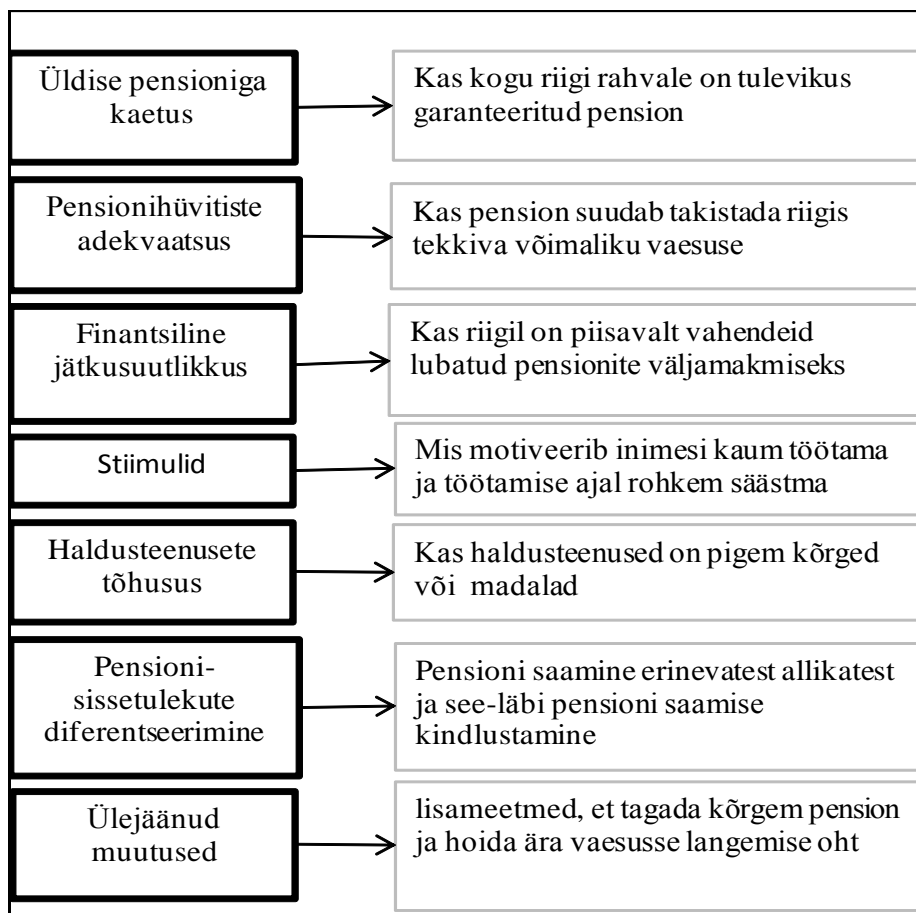 Üldise pensioniga
kaetus
Kas kogu riigi rahvale on tulevikus
garanteeritud pension
Pensionihüvitiste
adekvaatsus
Kas pension suudab takistada riigis
tekkiva võimaliku vaesuse
Finantsiline
jätkusuutlikkus
Kas riigil on piisavalt vahendeid
lubatud pensionite väljamakmiseks
Stiimulid
Mis motiveerib inimesi kaum töötama
ja töötamise ajal rohkem säästma
Haldusteenusete
tõhusus
Kas haldusteenused on pigem kõrged
või madalad
Pensioni-
sissetulekute
diferentseerimine
Pensioni saamine erinevatest allikatest
ja see-läbi pensioni saamise
kindlustamine
Ülejäänud
muutused
lisameetmed, et tagada kõrgem pension
ja hoida ära vaesusse langemise oht